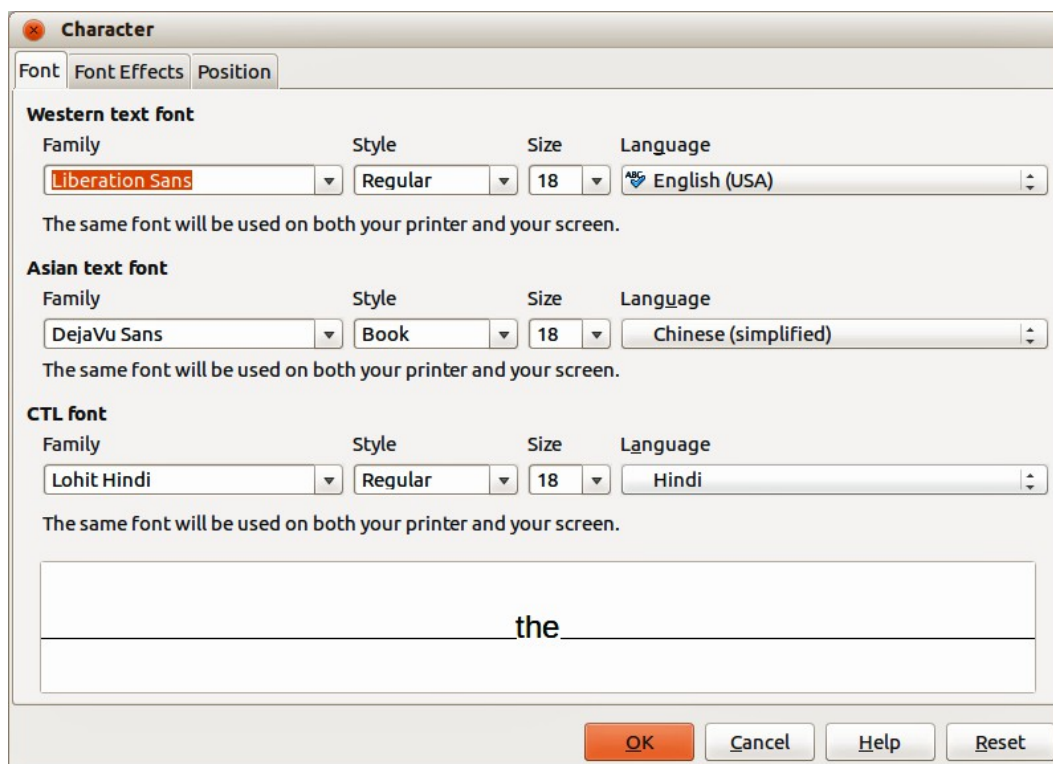 Character
Font Font Effects Position
Western text font
Family Style Size Language
Liberation Sans Regular 18 ABC English (USA)
The same font will be used on both your printer and your screen.
Asian text font
Family Style Size Language
DejaVu Sans Book 18 Chinese (simplified)
The same font will be used on both your printer and your screen.
CTL font
Family Style Size Language
Lohit Hindi Regular 18 Hindi
The same font will be used on both your printer and your screen.
the
OK Cancel Help Reset